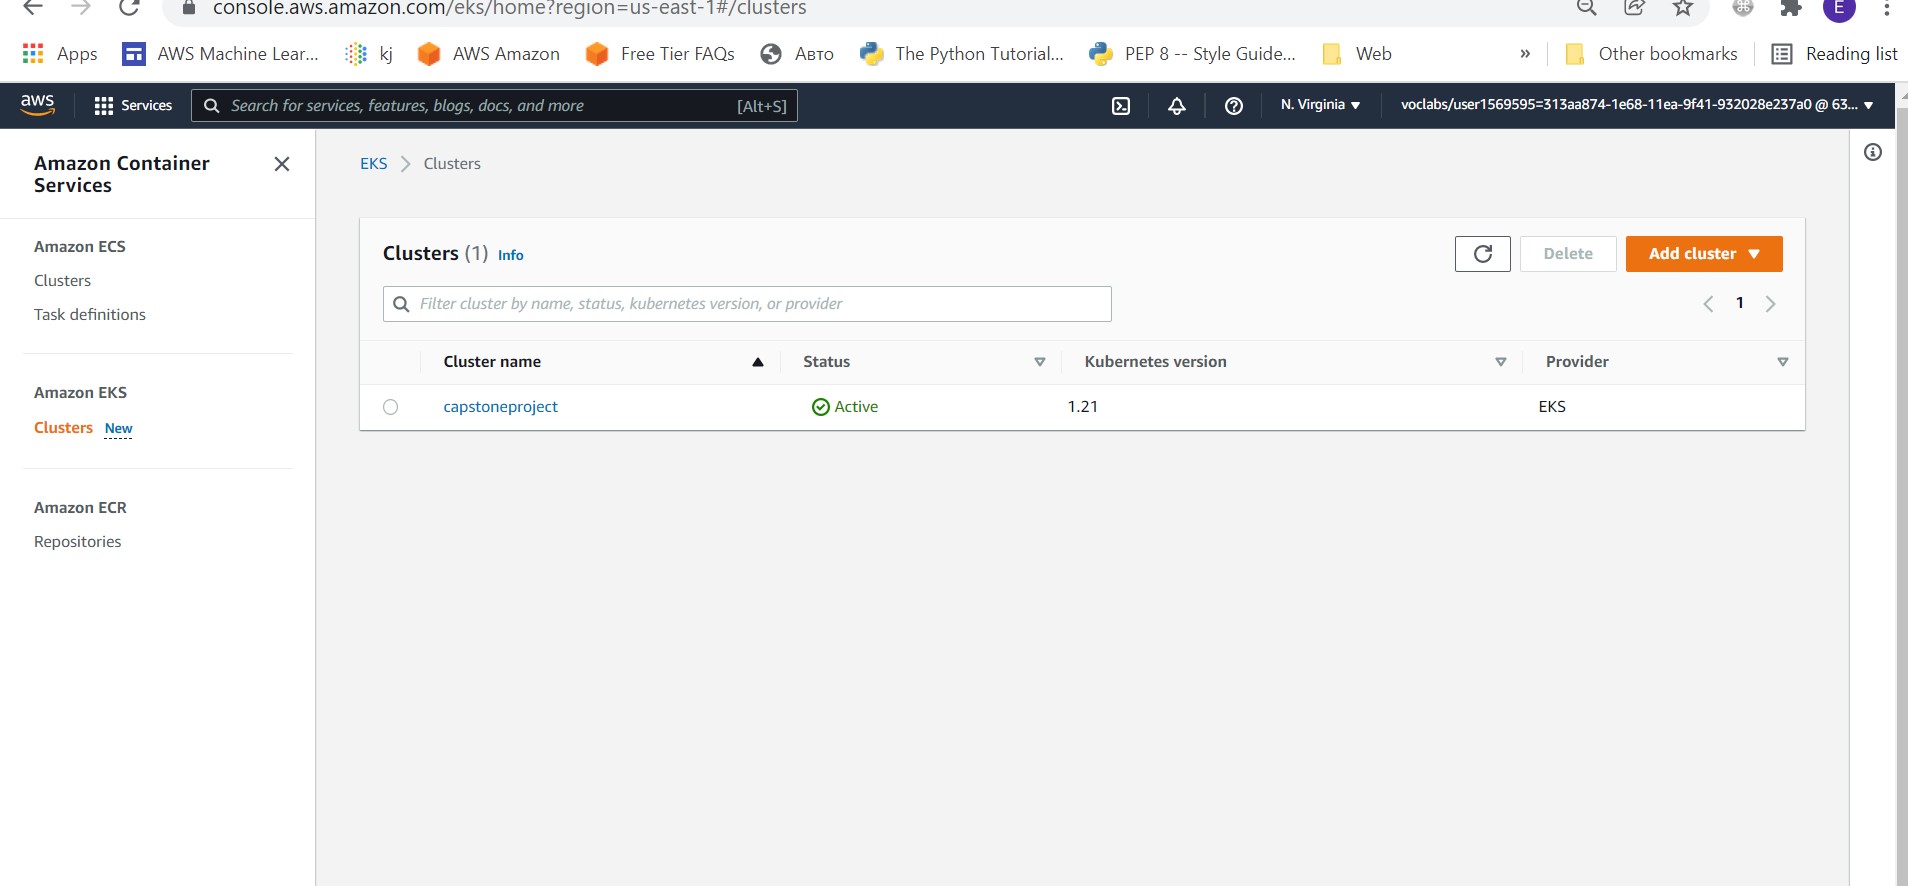 console.aws.amazon.com/eks/home?region=us-east-1#/clusters
E
Apps AWS Machine Lear... kj AWS Amazon Free Tier FAQs Авто The Python Tutorial... PEP 8 -- Style Guide... Web » Other bookmarks Reading list
aws Services Search for services, features, blogs, docs, and more [Alt+S] N. Virginia voclabs/user1569595=313aa874-1e68-11ea-9f41-932028e237a0 @ 63...
Amazon Container
Services
Amazon ECS
Clusters
Task definitions
Amazon EKS
Clusters New
Amazon ECR
Repositories
EKS Clusters
Clusters (1) Info Delete Add cluster
Filter cluster by name, status, kubernetes version, or provider 1
Cluster name Status Kubernetes version Provider
capstoneproject Active 1.21 EKS